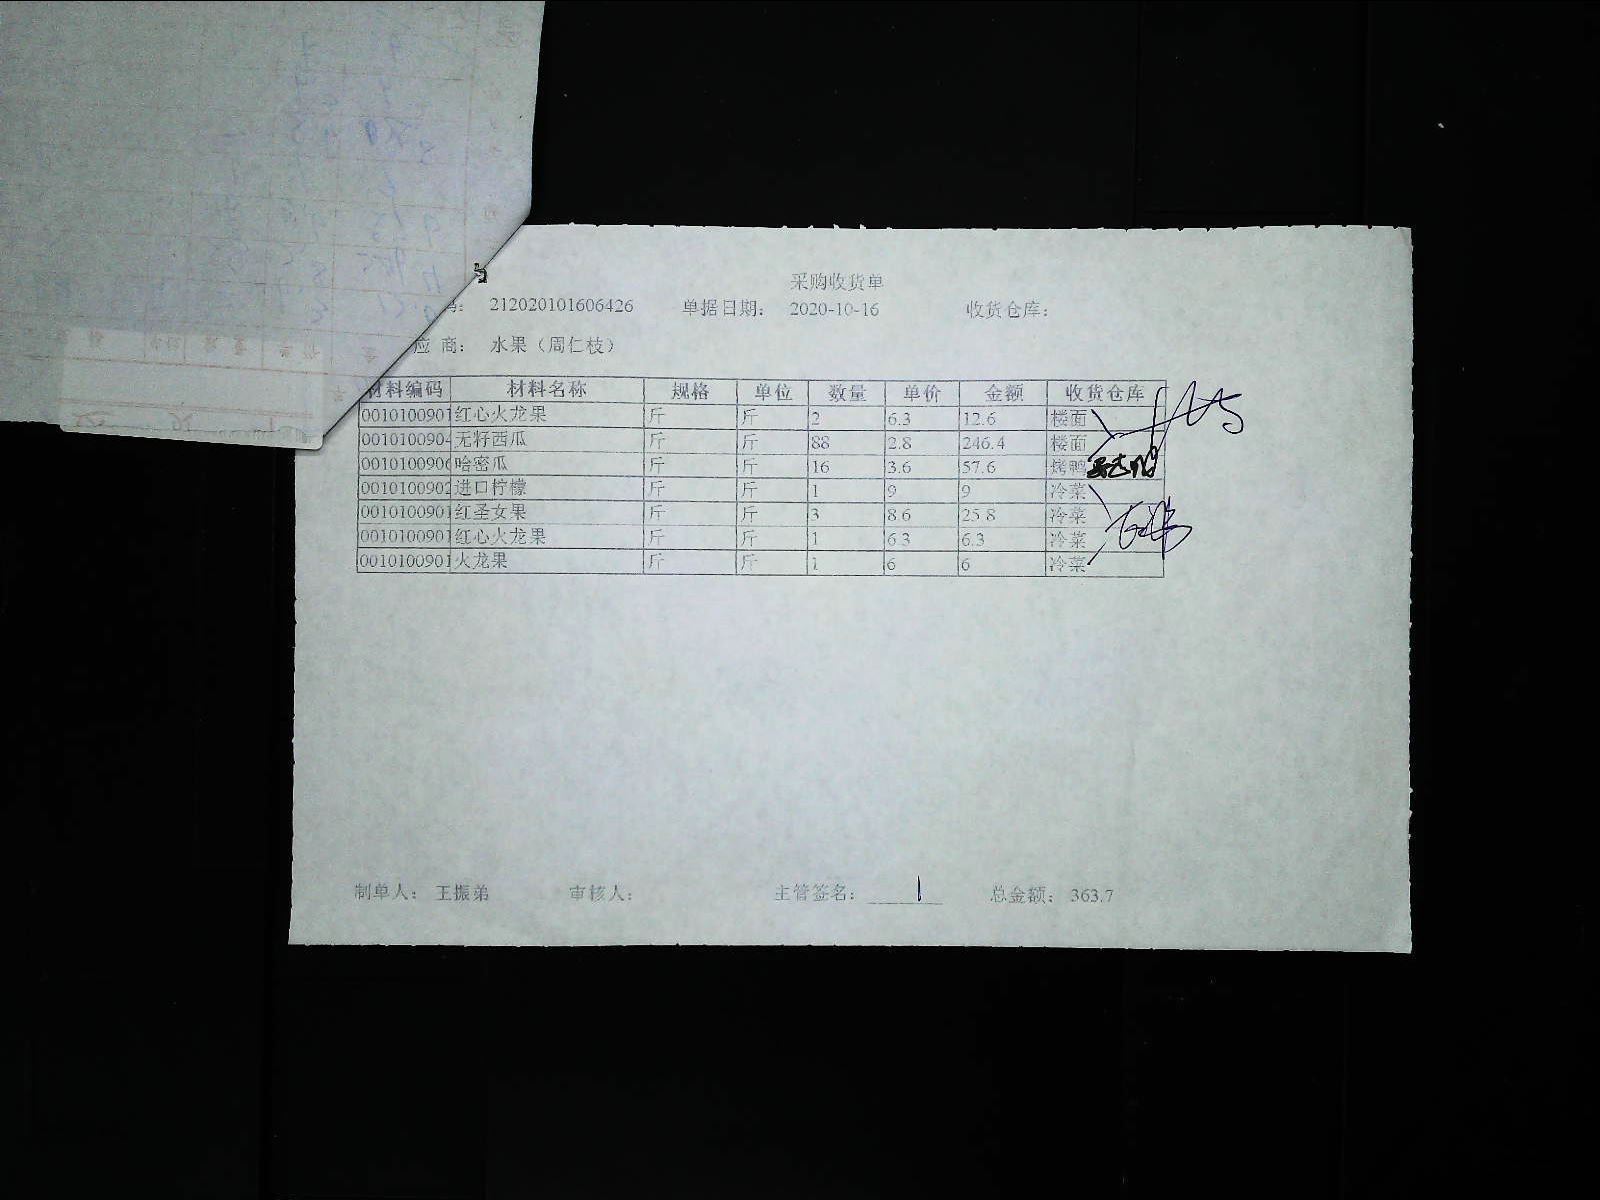 采购收货单
码： 212020101606426 单据日期： 2020-10-16 收货仓库：
应 商： 水果（周仁枝）
材料编码 材料名称 规格 单位 数量 单价 金额 收货仓库
0010100901 红心火龙果 斤 斤 2 6.3 12.6 楼面
0010100904 无籽西瓜 斤 斤 88 2.8 246.4 楼面
0010100906 哈密瓜 斤 斤 16 3.6 57.6 烤鸭
0010100902 进口柠檬 斤 斤 1 9 9 冷菜
0010100901 红圣女果 斤 斤 3 8.6 25.8 冷菜
0010100901 红心火龙果 斤 斤 1 6.3 6.3 冷菜
0010100901 火龙果 斤 斤 1 6 6 冷菜
制单人： 王振弟 审核人： 主管签名： 总金额： 363.7